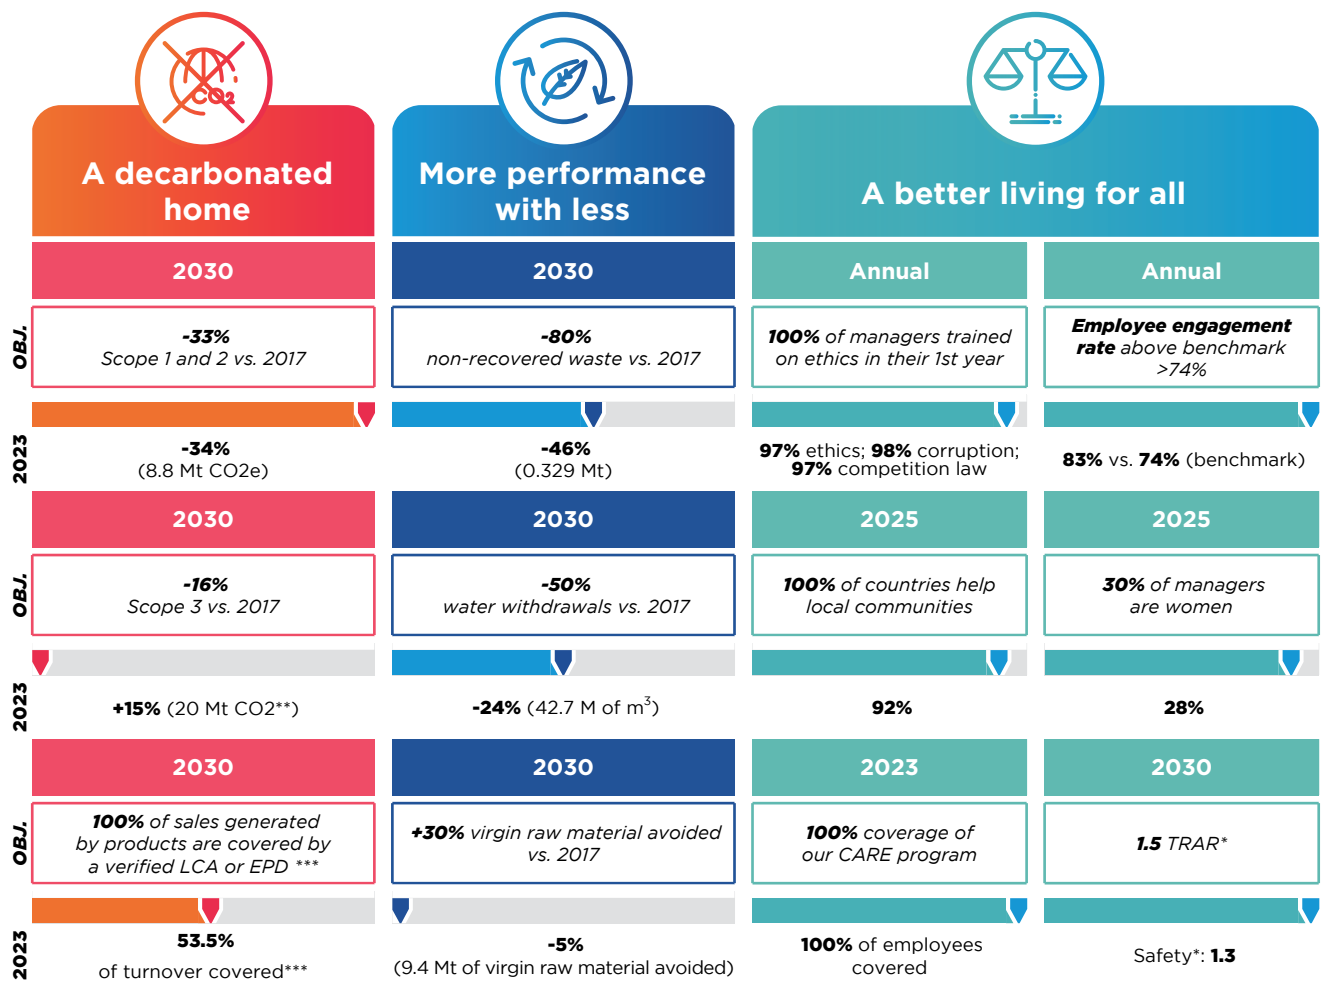 CO2
A decarbonated
home
More performance
with less
A better living for all
2030
2030
Annual
Annual
OBJ.
-33%
Scope 1 and 2 vs. 2017
-80%
non-recovered waste vs. 2017
100% of managers trained
on ethics in their 1st year
Employee engagement
rate above benchmark
>74%
2023
-34%
(8.8 Mt CO2e)
-46%
(0.329 Mt)
97% ethics; 98% corruption;
97% competition law
83% vs. 74% (benchmark)
2030
2030
2025
2025
OBJ.
-16%
Scope 3 vs. 2017
-50%
water withdrawals vs. 2017
100% of countries help
local communities
30% of managers
are women
2023
+15% (20 Mt CO2**)
-24% (42.7 M of m³)
92%
28%
2030
2030
2023
2030
OBJ.
100% of sales generated
by products are covered by
a verified LCA or EPD ***
+30% virgin raw material avoided
vs. 2017
100% coverage of
our CARE program
1.5 TRAR*
2023
53.5%
of turnover covered***
-5%
(9.4 Mt of virgin raw material avoided)
100% of employees
covered
Safety*: 1.3